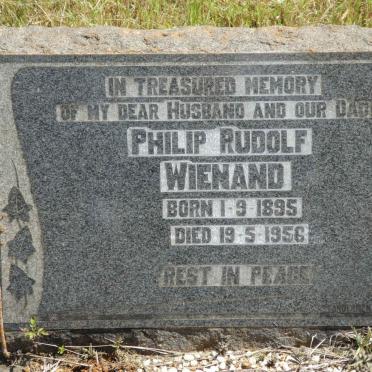 IN TREASURED MEMORY
OF MY DEAR HUSBAND AND OUR DAD
PHILIP RUDOLF
WIENAND
BORN 1-9-1895
DIED 19-5-1956
REST IN PEACE